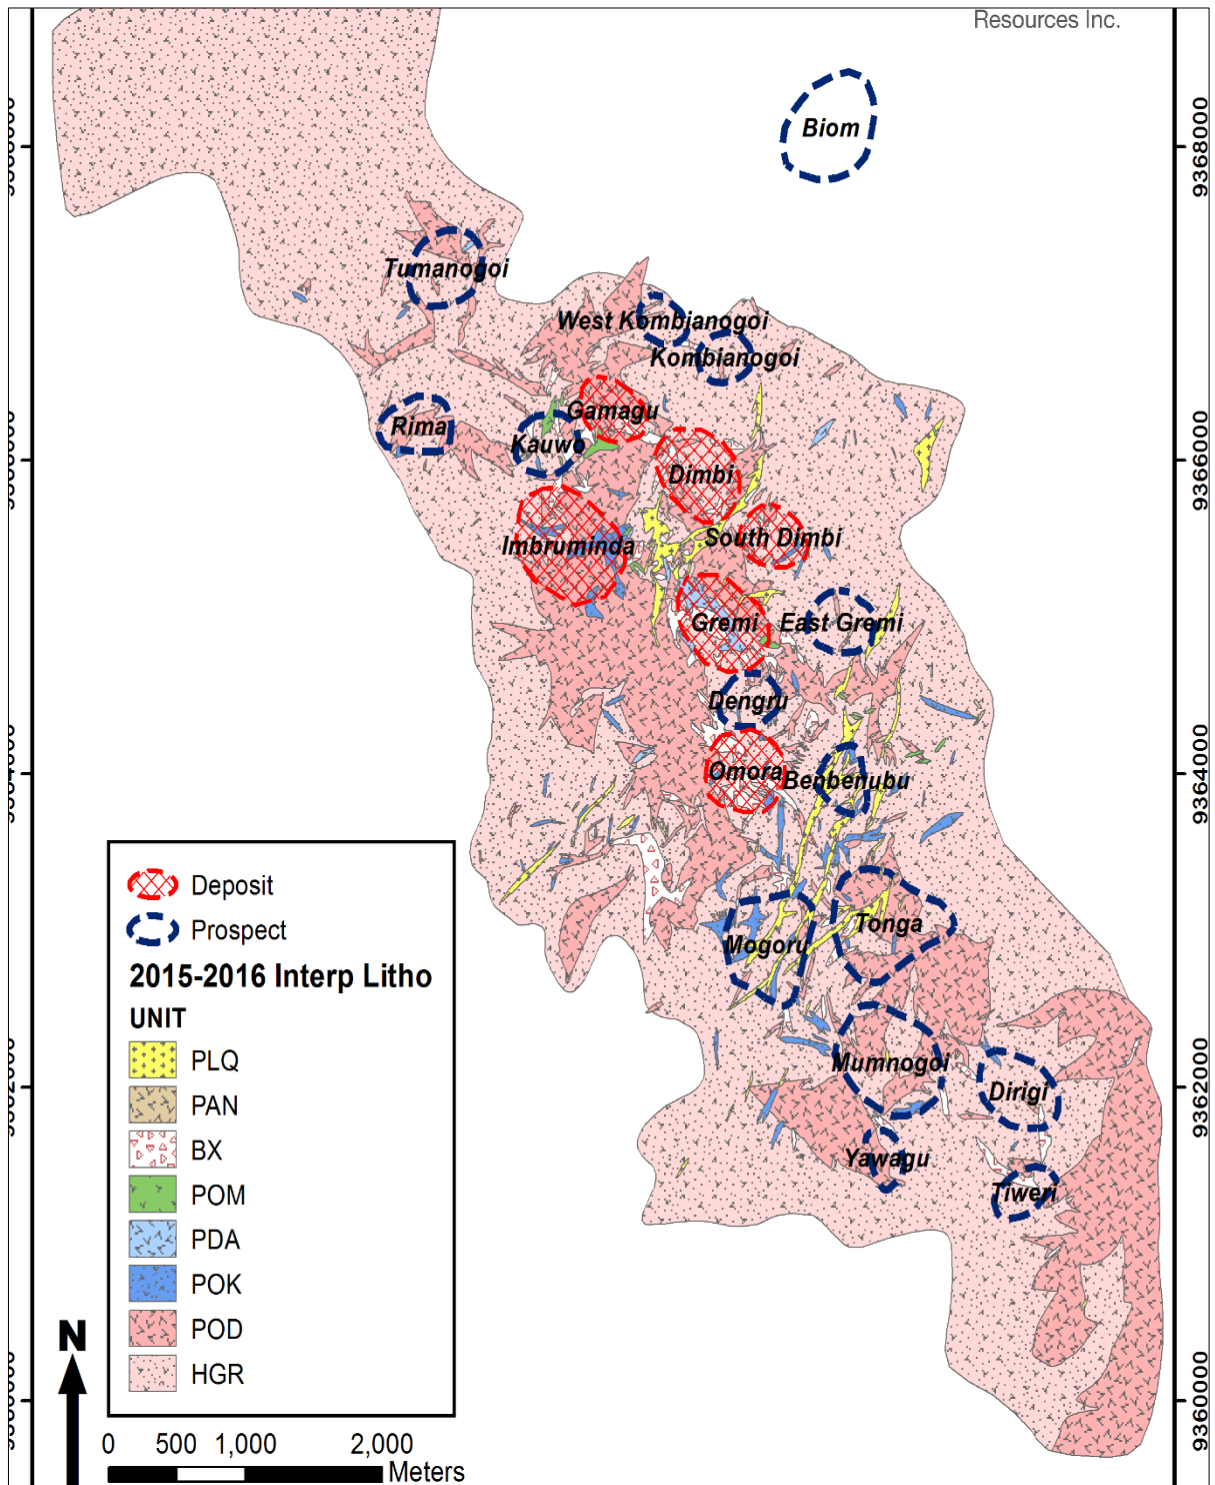 Resources Inc.
Biom
9368000
Tumanogoi
West Kombianogoi
Kombianogoi
Gamagu
Rima
Kauwo
9366000
Dimbi
South Dimbi
Imbruminda
Gremi
East Gremi
Dengru
9364000
Omora
Benbenubu
Deposit
Prospect
Tonga
Mogoru
2015-2016 Interp Litho
UNIT
PLQ
PAN
BX
POM
PDA
POK
POD
HGR
Mumnogoi
Dirigi
9362000
Yawagu
Tiweri
N
9360000
0 500 1,000 2,000
Meters